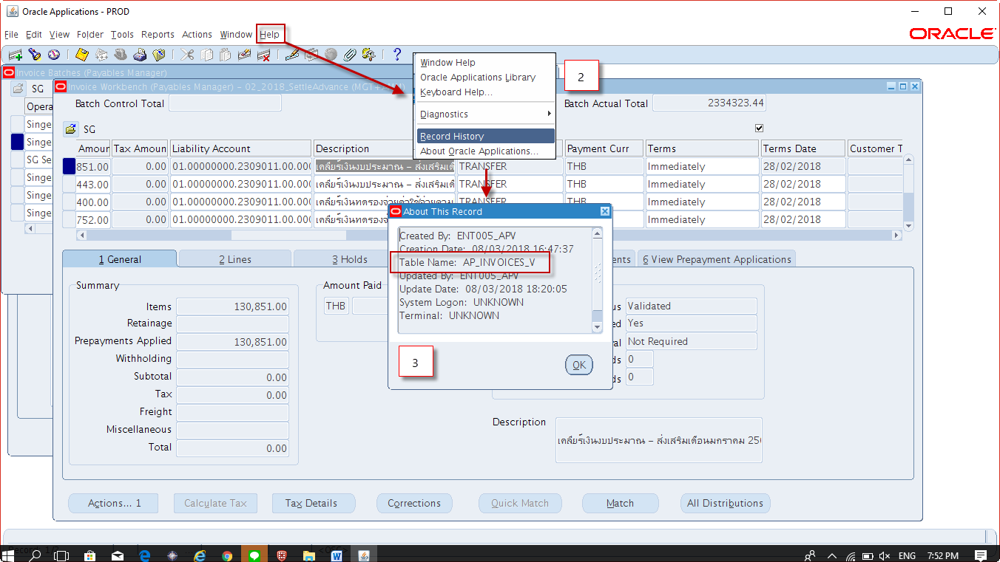 Oracle Applications - PROD
File Edit View Folder Tools Reports Actions Window Help
ORACLE
Invoice Batches (Payables Manager)
Window Help
Oracle Applications Library
Keyboard Help...
Diagnostics
Record History
About Oracle Applications...
2
SG
Invoice Workbench (Payables Manager) – 02_2018_SettleAdvance (MGT+
Batch Control Total
Batch Actual Total 2334323.44
Opera
Singe
Singe
SG Se
Singe
Singe
Singe
SG
Amoun Tax Amoun Liability Account Description Payment Curr Terms Terms Date Customer T
851.00 0.00 01.00000000.2309011.00.000 เคลียร์เงินงบประมาณ – ส่งเสริมเดื TRANSFER THB Immediately 28/02/2018
443.00 0.00 01.00000000.2309011.00.000 เคลียร์เงินงบประมาณ – ส่งเสริมเดื TRANSFER THB Immediately 28/02/2018
400.00 0.00 01.00000000.2309011.00.000 เคลียร์เงินทดรองจ่ายค่าใช้จ่ายตาม TRANSFER THB Immediately 28/02/2018
752.00 0.00 01.00000000.2309011.00.000 เคลียร์เงินทดรองจ Immediately 28/02/2018
About This Record
Created By: ENT005_APV
Creation Date: 08/03/2018 16:47:37
Table Name: AP_INVOICES_V
Updated By: ENT005_APV
Update Date: 08/03/2018 18:20:05
System Logon: UNKNOWN
Terminal: UNKNOWN
3
OK
1 General 2 Lines 3 Holds ents 6 View Prepayment Applications
Summary
Items 130,851.00
Retainage
Prepayments Applied 130,851.00
Withholding
Subtotal 0.00
Tax 0.00
Freight
Miscellaneous
Total 0.00
Amount Paid
THB
us Validated
ed Yes
al Not Required
ds 0
ds 0
Description
เคลียร์เงินงบประมาณ – ส่งเสริมเดือนมกราคม 256
Actions... 1 Calculate Tax Tax Details Corrections Quick Match Match All Distributions
ENG 7:52 PM